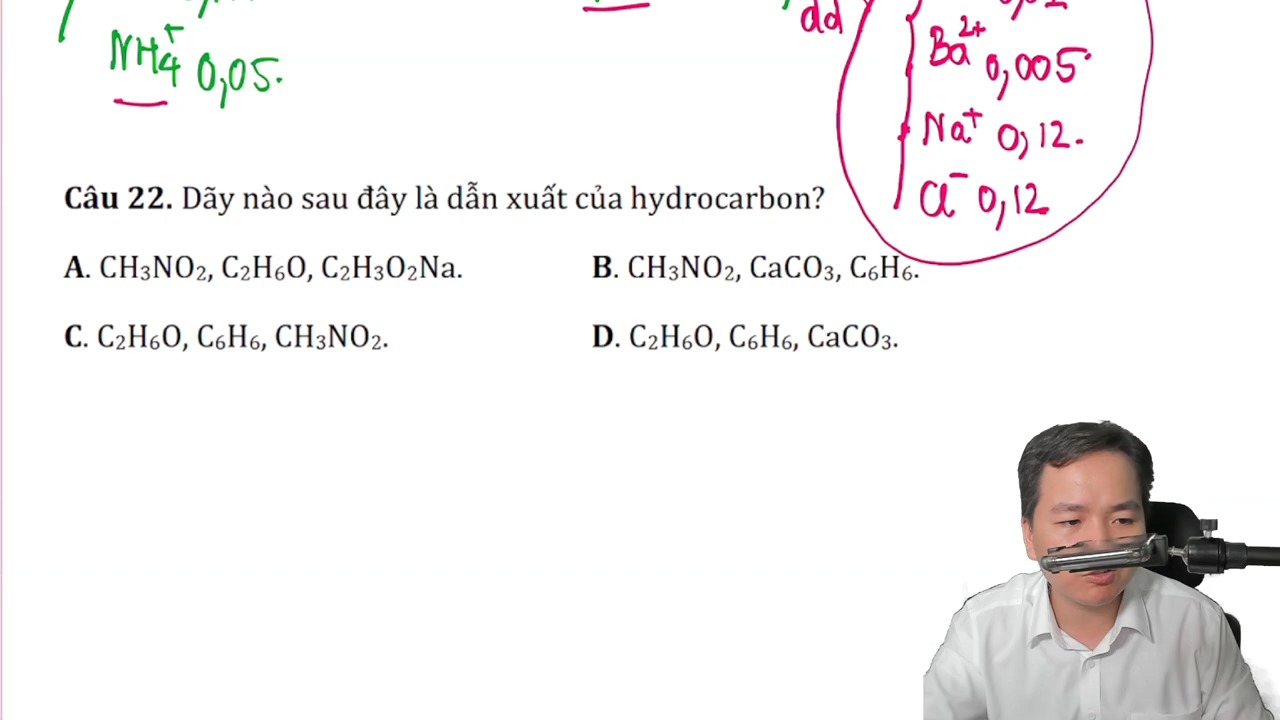 dd
Ba²⁺ 0,005
NH₄⁺ 0,05.
Na⁺ 0,12.
Cl⁻ 0,12
Câu 22. Dãy nào sau đây là dẫn xuất của hydrocarbon?
A. CH₃NO₂, C₂H₆O, C₂H₃O₂Na.
B. CH₃NO₂, CaCO₃, C₆H₆.
C. C₂H₆O, C₆H₆, CH₃NO₂.
D. C₂H₆O, C₆H₆, CaCO₃.